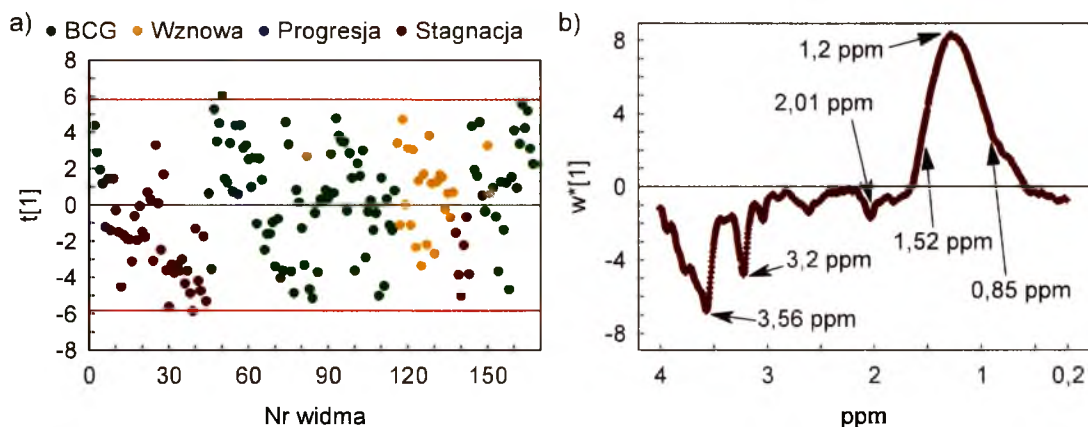 a) BCG Wznowa Progresja Stagnacja
8
6
4
2
0
-2
-4
-6
-8
t[1]
0 30 60 90 120 150
Nr widma
b)
8
4
0
-4
-8
w*[1]
1,2 ppm
2,01 ppm
1,52 ppm
0,85 ppm
3,2 ppm
3,56 ppm
4 3 2 1 0,2
ppm